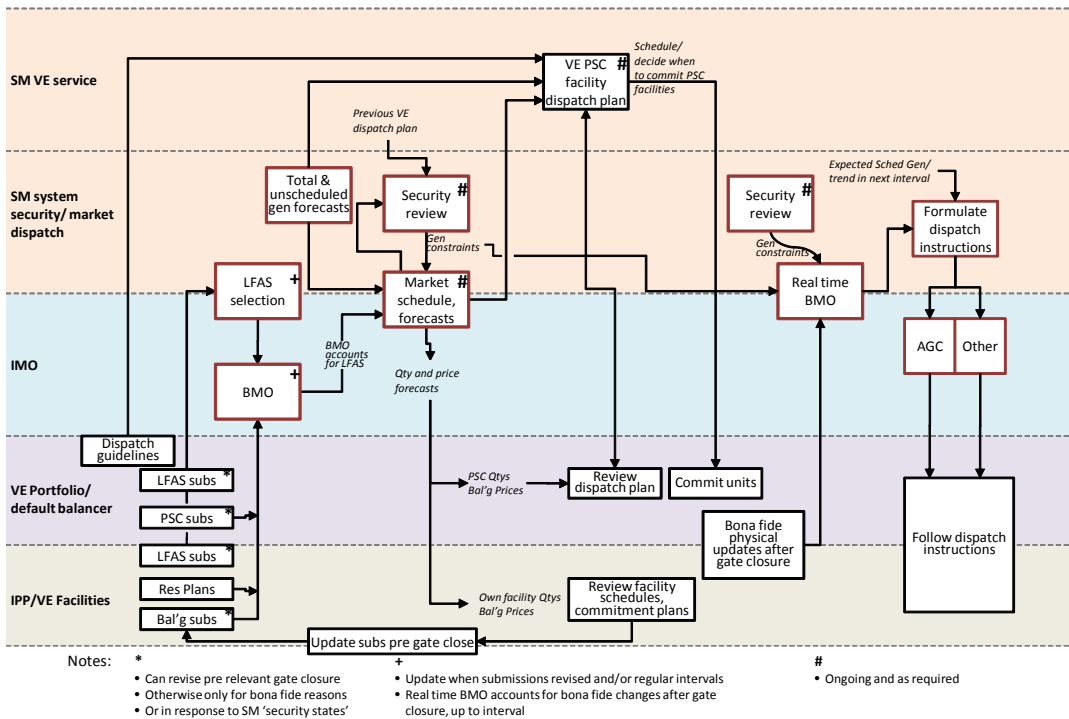 SM VE service
VE PSC
facility
dispatch plan
#
Schedule/
decide when
to commit PSC
facilities
Previous VE
dispatch plan
SM system
security/ market
dispatch
Total &
unscheduled
gen forecasts
Security
review
#
Gen
constraints
Security
review
#
Gen
constraints
Expected Sched Gen/
trend in next interval
Formulate
dispatch
instructions
LFAS
selection
+
Market
schedule,
forecasts
#
Real time
BMO
IMO
BMO
+
BMO
accounts
for LFAS
Qty and price
forecasts
AGC
Other
Dispatch
guidelines
VE Portfolio/
default balancer
LFAS subs
*
PSC subs
*
LFAS subs
*
PSC Qtys
Bal'g Prices
Review
dispatch plan
Commit units
Bona fide
physical
updates after
gate closure
Follow dispatch
instructions
IPP/VE Facilities
Res Plans
Bal'g subs
*
Own facility Qtys
Bal'g Prices
Review facility
schedules,
commitment plans
Update subs pre gate close
Notes:
*
• Can revise pre relevant gate closure
• Otherwise only for bona fide reasons
• Or in response to SM ‘security states’
+
• Update when submissions revised and/or regular intervals
• Real time BMO accounts for bona fide changes after gate
closure, up to interval
#
• Ongoing and as required